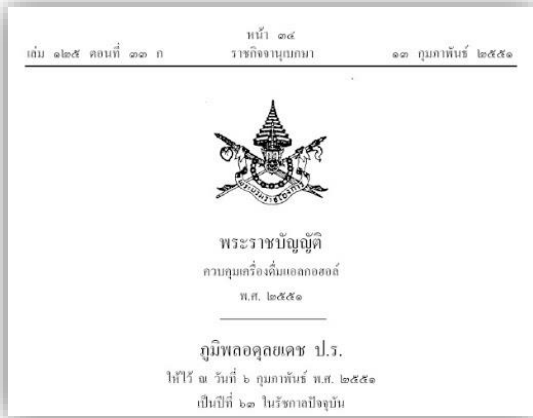 หน้า ๓๔
เล่ม ๑๒๕ ตอนที่ ๓๓ ก ราชกิจจานุเบกษา ๑๓ กุมภาพันธ์ ๒๕๕๑
พระราชบัญญัติ
ควบคุมเครื่องดื่มแอลกอฮอล์
พ.ศ. ๒๕๕๑
ภูมิพลอดุลยเดช ป.ร.
ให้ไว้ ณ วันที่ ๖ กุมภาพันธ์ พ.ศ. ๒๕๕๑
เป็นปีที่ ๖๓ ในรัชกาลปัจจุบัน